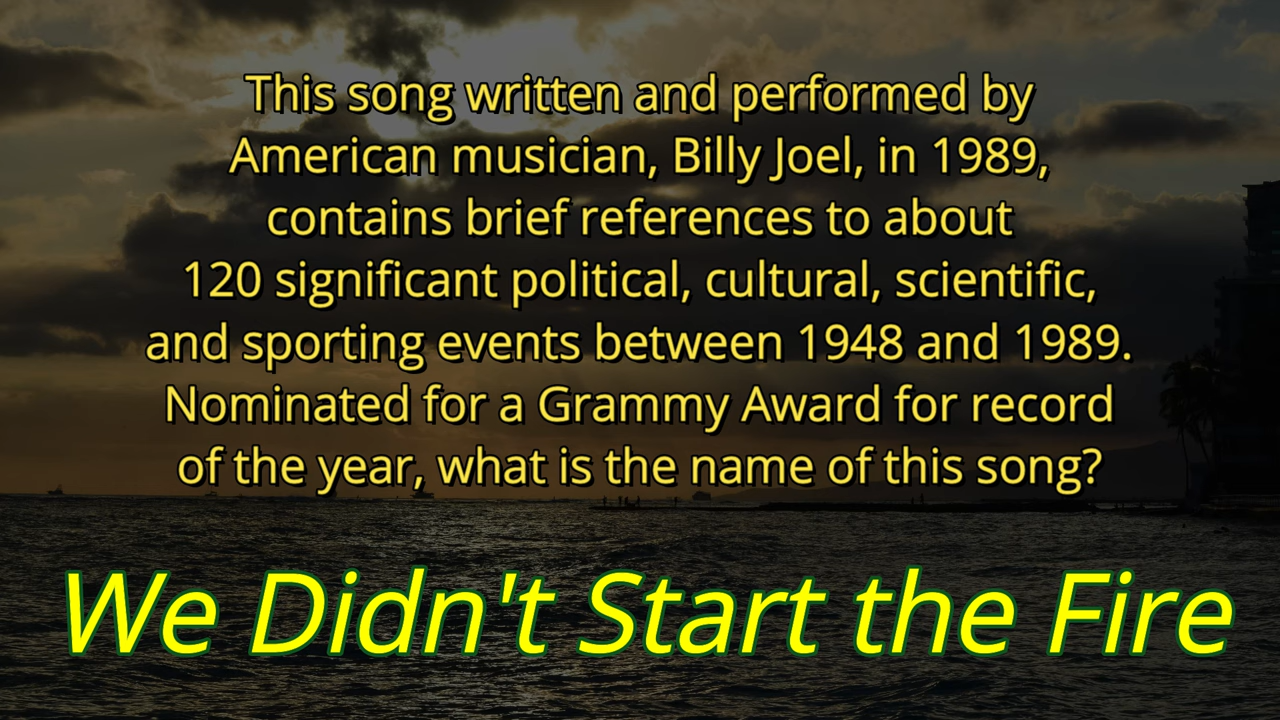 This song written and performed by
American musician, Billy Joel, in 1989,
contains brief references to about
120 significant political, cultural, scientific,
and sporting events between 1948 and 1989.
Nominated for a Grammy Award for record
of the year, what is the name of this song?
We Didn't Start the Fire